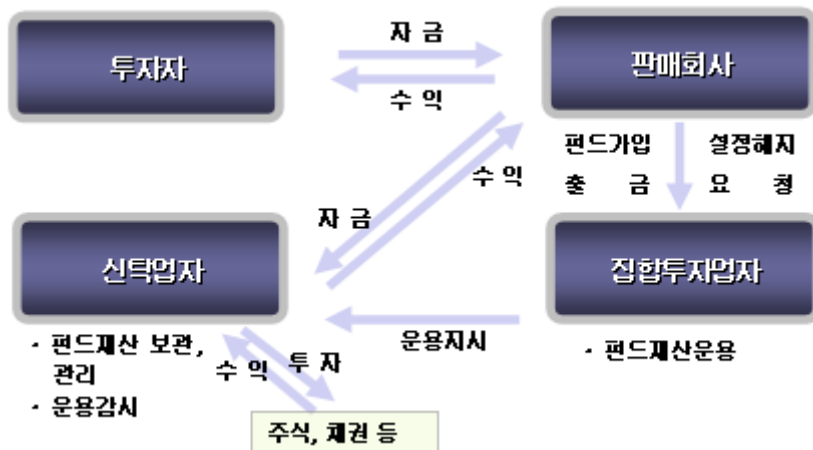 자 금
투자자
판매회사
수 익
펀드가입 설정해지
출 금 요 청
수 익
자 금
신탁업자
집합투자업자
운용지시
· 펀드재산 보관,
관리
· 운용감시
수 익
투 자
· 펀드재산운용
주식, 채권 등